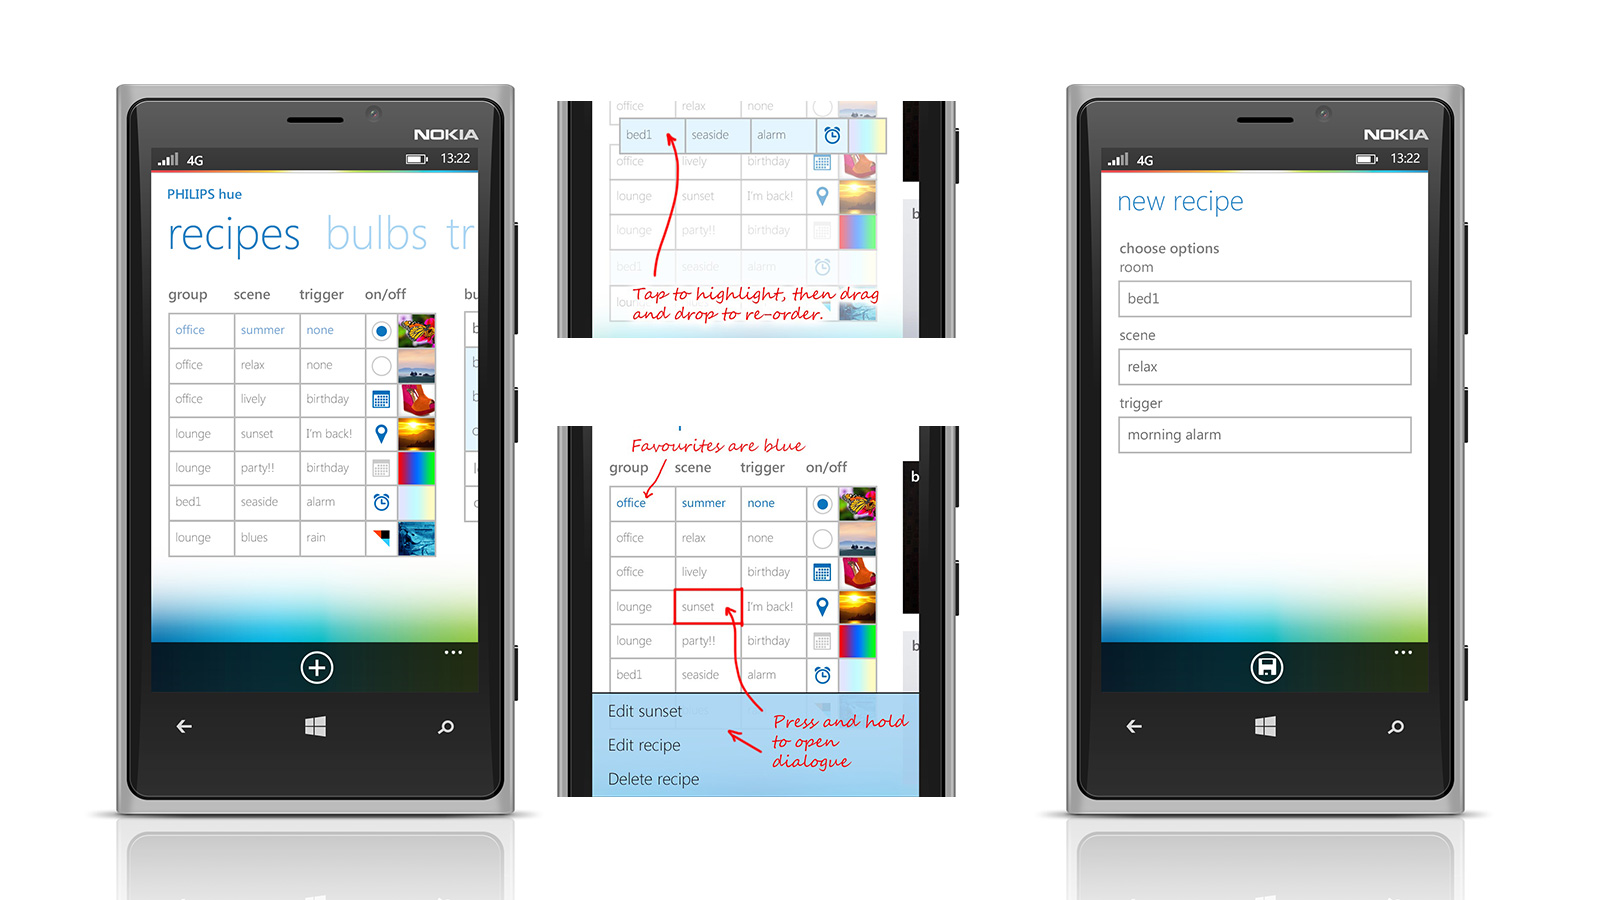 NOKIA
4G 13:22
PHILIPS hue
recipes bulbs tr
group scene trigger on/off bu
office summer none
office relax none
office lively birthday
lounge sunset I'm back!
lounge party!! birthday
bed1 seaside alarm
lounge blues rain
office relax none
bed1 seaside alarm
lively birthday
lounge sunset I'm back!
lounge party!! birthday
bed1 seaside alarm
loun
Tap to highlight, then drag
and drop to re-order.
b
Favourites are blue
group scene trigger on/off
office summer none
office relax none
office lively birthday
lounge sunset I'm back!
lounge party!! birthday
bed1 seaside alarm
b
b
Edit sunset
Edit recipe
Delete recipe
Press and hold
to open
dialogue
NOKIA
4G 13:22
new recipe
choose options
room
bed1
scene
relax
trigger
morning alarm